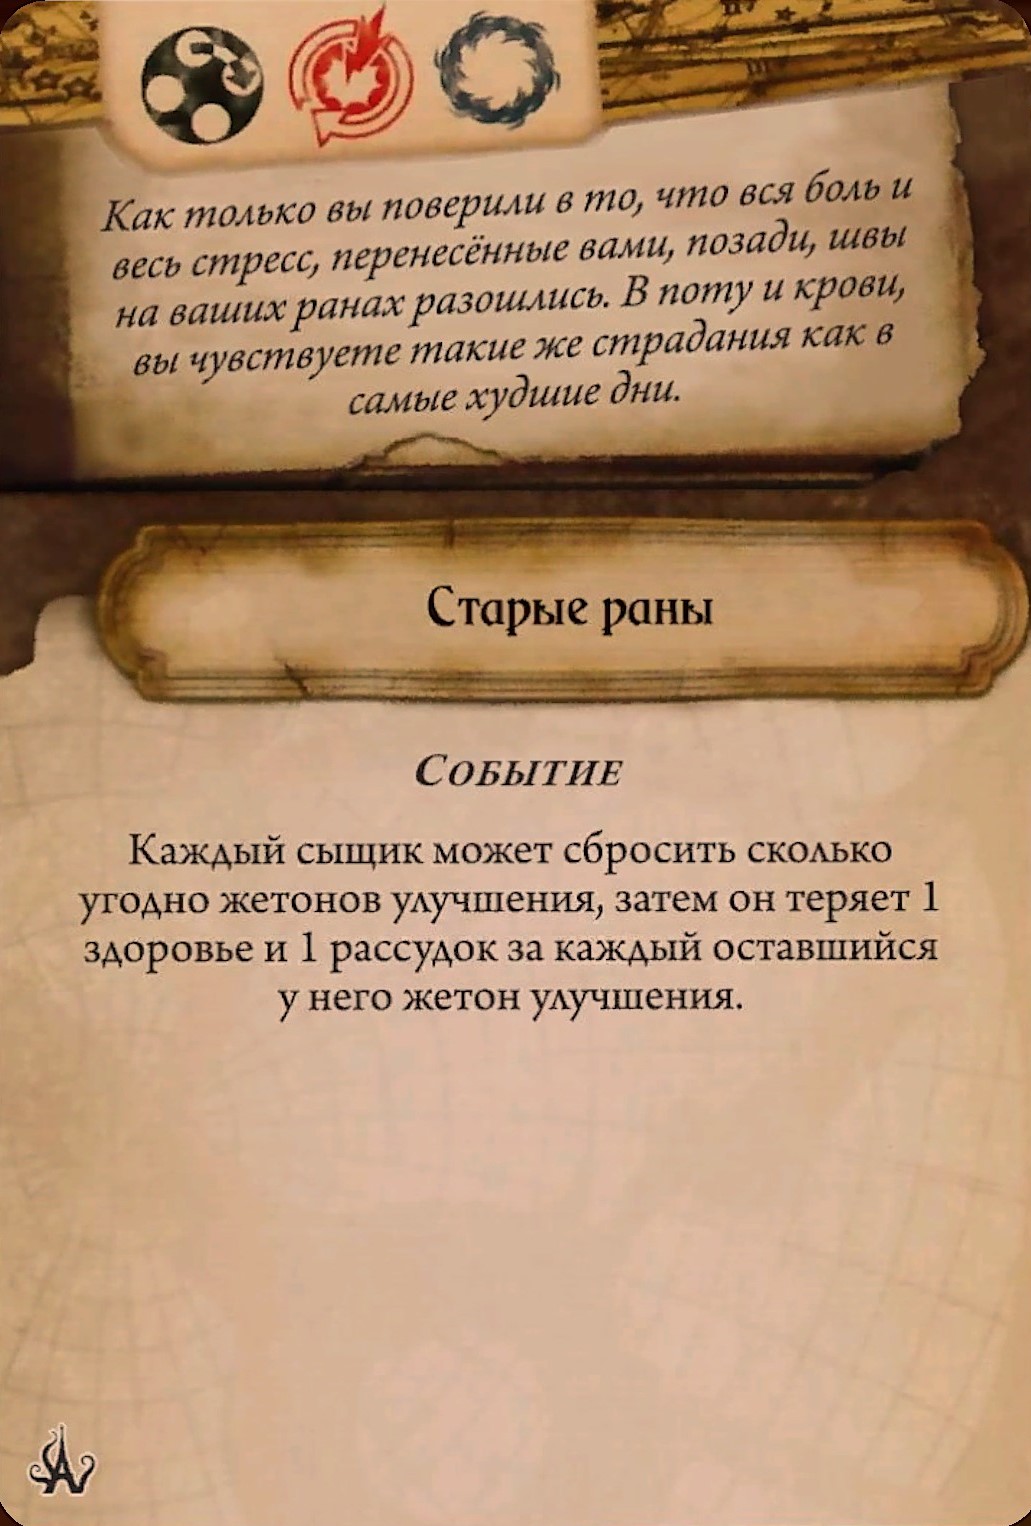 Как только вы поверили в то, что вся боль и
весь стресс, перенесённые вами, позади, швы
на ваших ранах разошлись. В поту и крови,
вы чувствуете такие же страдания как в
самые худшие дни.
Старые раны
Событие
Каждый сыщик может сбросить сколько
угодно жетонов улучшения, затем он теряет 1
здоровье и 1 рассудок за каждый оставшийся
у него жетон улучшения.